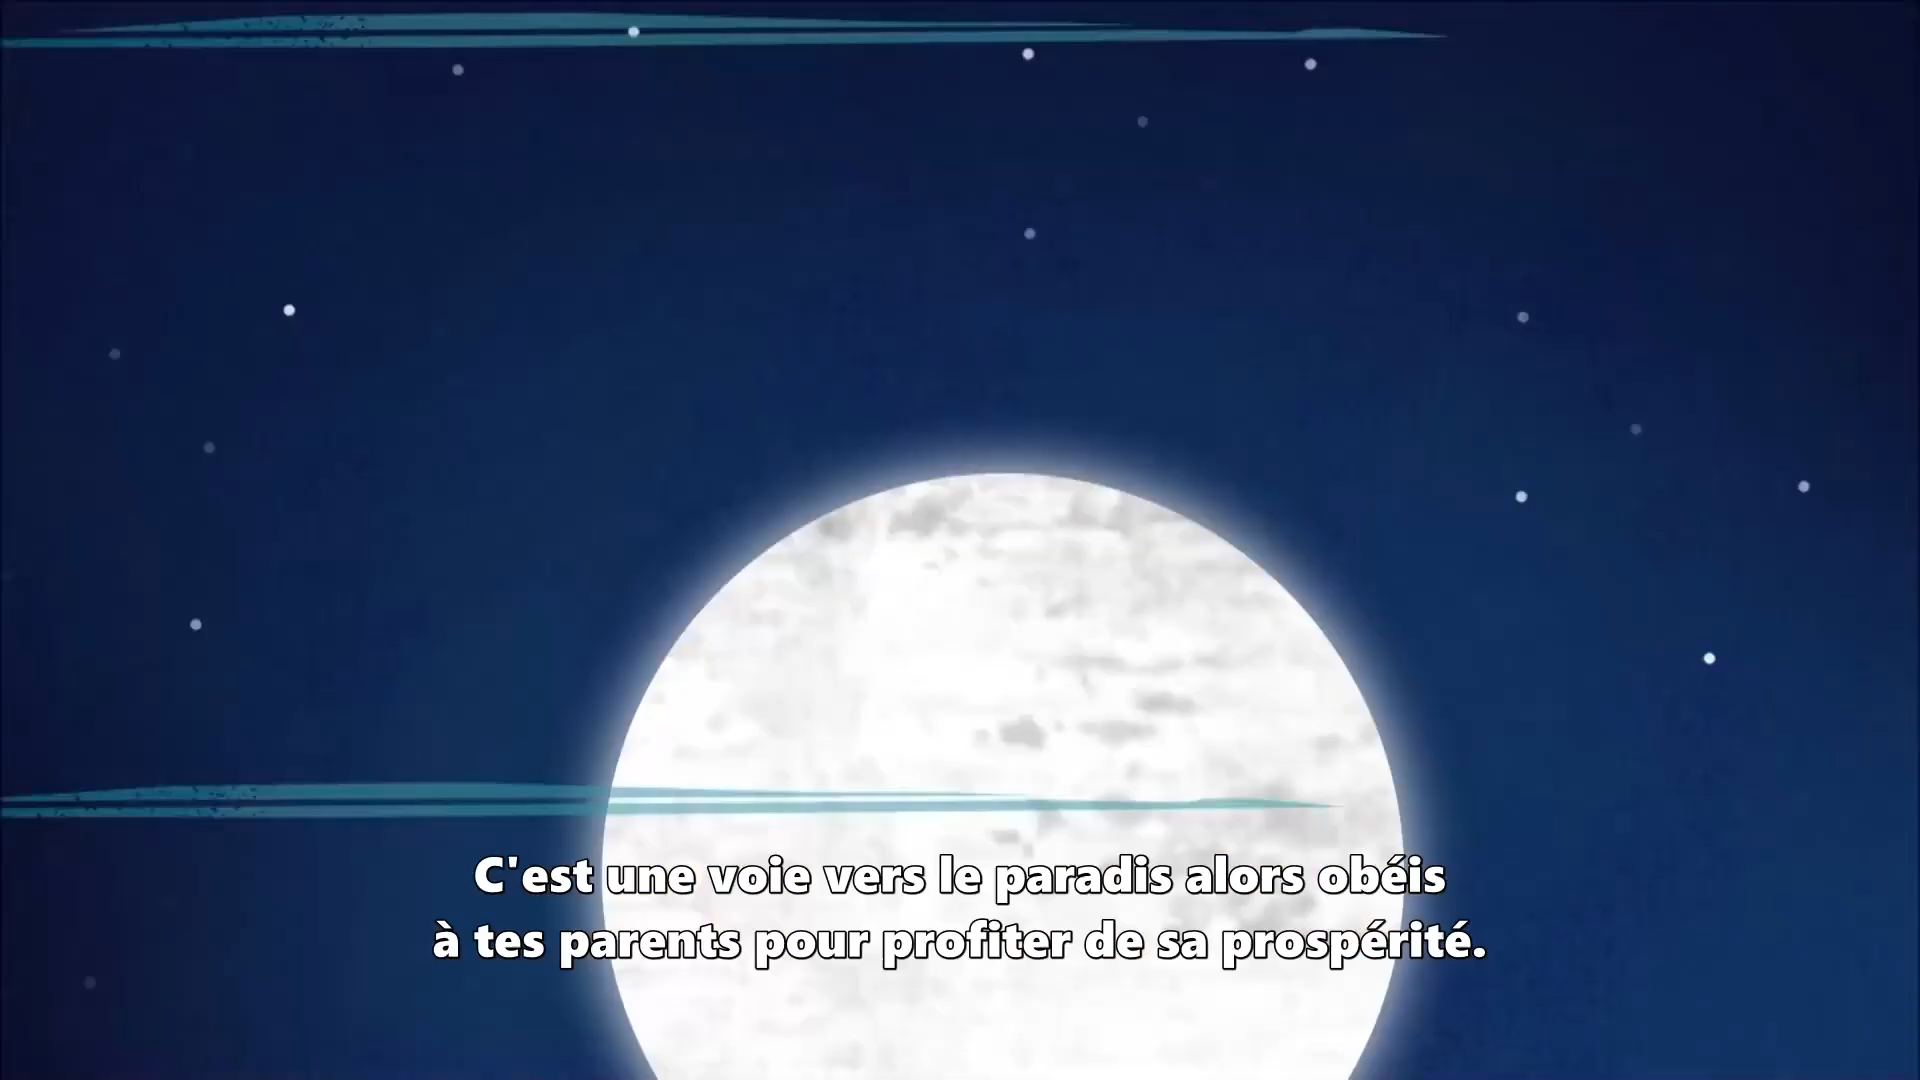 C'est une voie vers le paradis alors obéis
à tes parents pour profiter de sa prospérité.